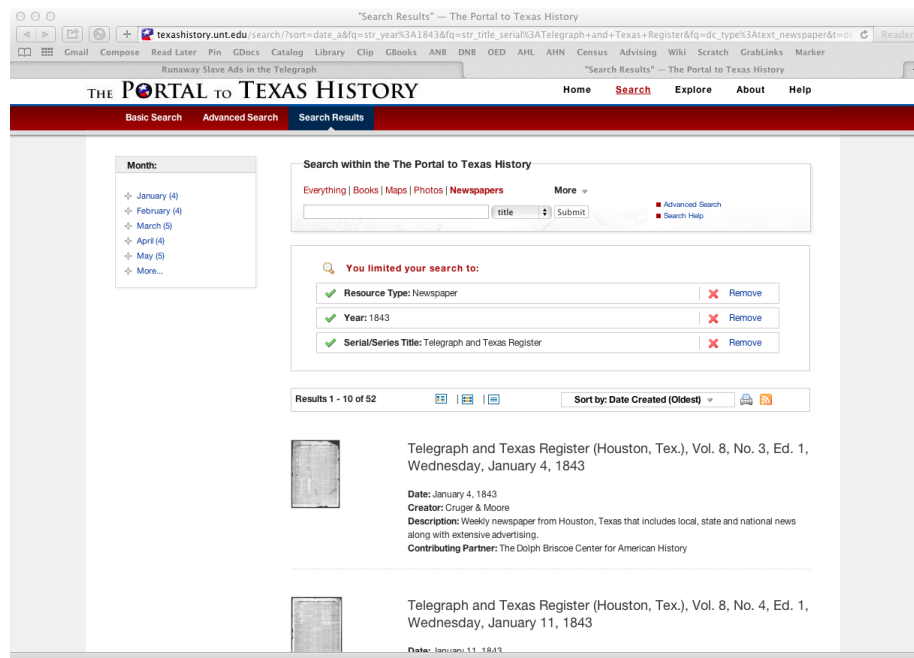 "Search Results" — The Portal to Texas History
texashistory.unt.edu/search/?sort=date_a&fq=str_year%3A1843&fq=str_title_serial%3ATelegraph+and+Texas+Register&fq=dc_type%3Atext_newspaper&t=dc Reader
Gmail Compose Read Later Pin GDocs Catalog Library Clip GBooks ANB DNB OED AHL AHN Census Advising Wiki Scratch GrabLinks Marker
Runaway Slave Ads in the Telegraph "Search Results" — The Portal to Texas History
THE PORTAL TO TEXAS HISTORY Home Search Explore About Help
Basic Search Advanced Search Search Results
Month:
January (4)
February (4)
March (5)
April (4)
May (5)
More...
Search within the The Portal to Texas History
Everything | Books | Maps | Photos | Newspapers More
title Submit
Advanced Search
Search Help
You limited your search to:
Resource Type: Newspaper Remove
Year: 1843 Remove
Serial/Series Title: Telegraph and Texas Register Remove
Results 1 - 10 of 52 Sort by: Date Created (Oldest)
Telegraph and Texas Register (Houston, Tex.), Vol. 8, No. 3, Ed. 1,
Wednesday, January 4, 1843
Date: January 4, 1843
Creator: Cruger & Moore
Description: Weekly newspaper from Houston, Texas that includes local, state and national news
along with extensive advertising.
Contributing Partner: The Dolph Briscoe Center for American History
Telegraph and Texas Register (Houston, Tex.), Vol. 8, No. 4, Ed. 1,
Wednesday, January 11, 1843
Date: January 11, 1843